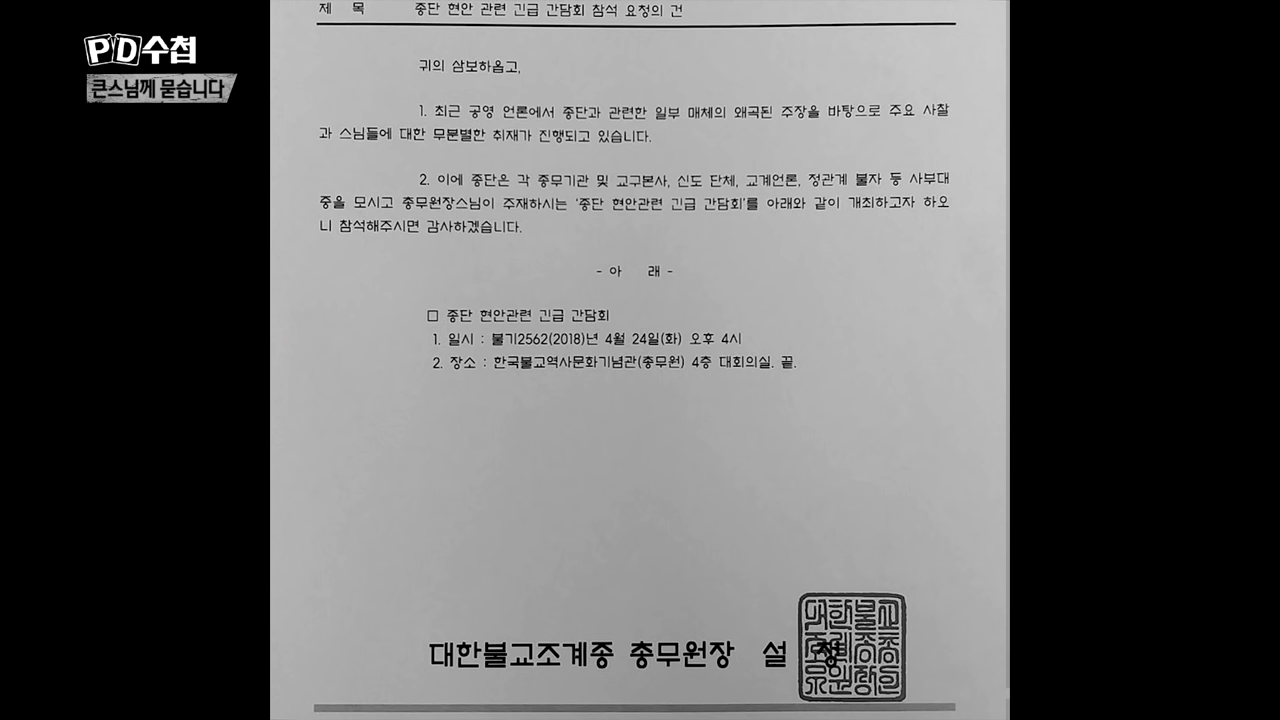 PD수첩
큰스님께 묻습니다
제 목 종단 현안 관련 긴급 간담회 참석 요청의 건
귀의 삼보하옵고,
1. 최근 공영 언론에서 종단과 관련한 일부 매체의 왜곡된 주장을 바탕으로 주요 사찰
과 스님들에 대한 무분별한 취재가 진행되고 있습니다.
2. 이에 종단은 각 종무기관 및 교구본사, 신도 단체, 교계언론, 정관계 불자 등 사부대
중을 모시고 총무원장스님이 주재하시는 '종단 현안관련 긴급 간담회'를 아래와 같이 개최하고자 하오
니 참석해주시면 감사하겠습니다.
- 아 래 -
□ 종단 현안관련 긴급 간담회
1. 일시 : 불기2562(2018)년 4월 24일(화) 오후 4시
2. 장소 : 한국불교역사문화기념관(총무원) 4층 대회의실. 끝.
대한불교조계종 총무원장 설 정